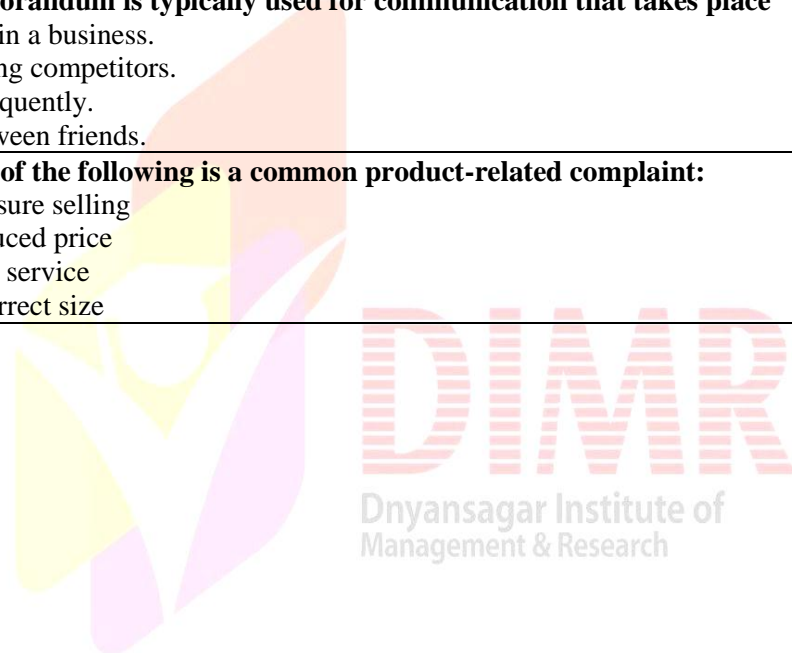 orandum is typically used for communication that takes place
in a business.
ng competitors.
quently.
ween friends.
of the following is a common product-related complaint:
sure selling
uced price
service
rrect size
DIMR
Dnyansagar Institute of
Management & Research